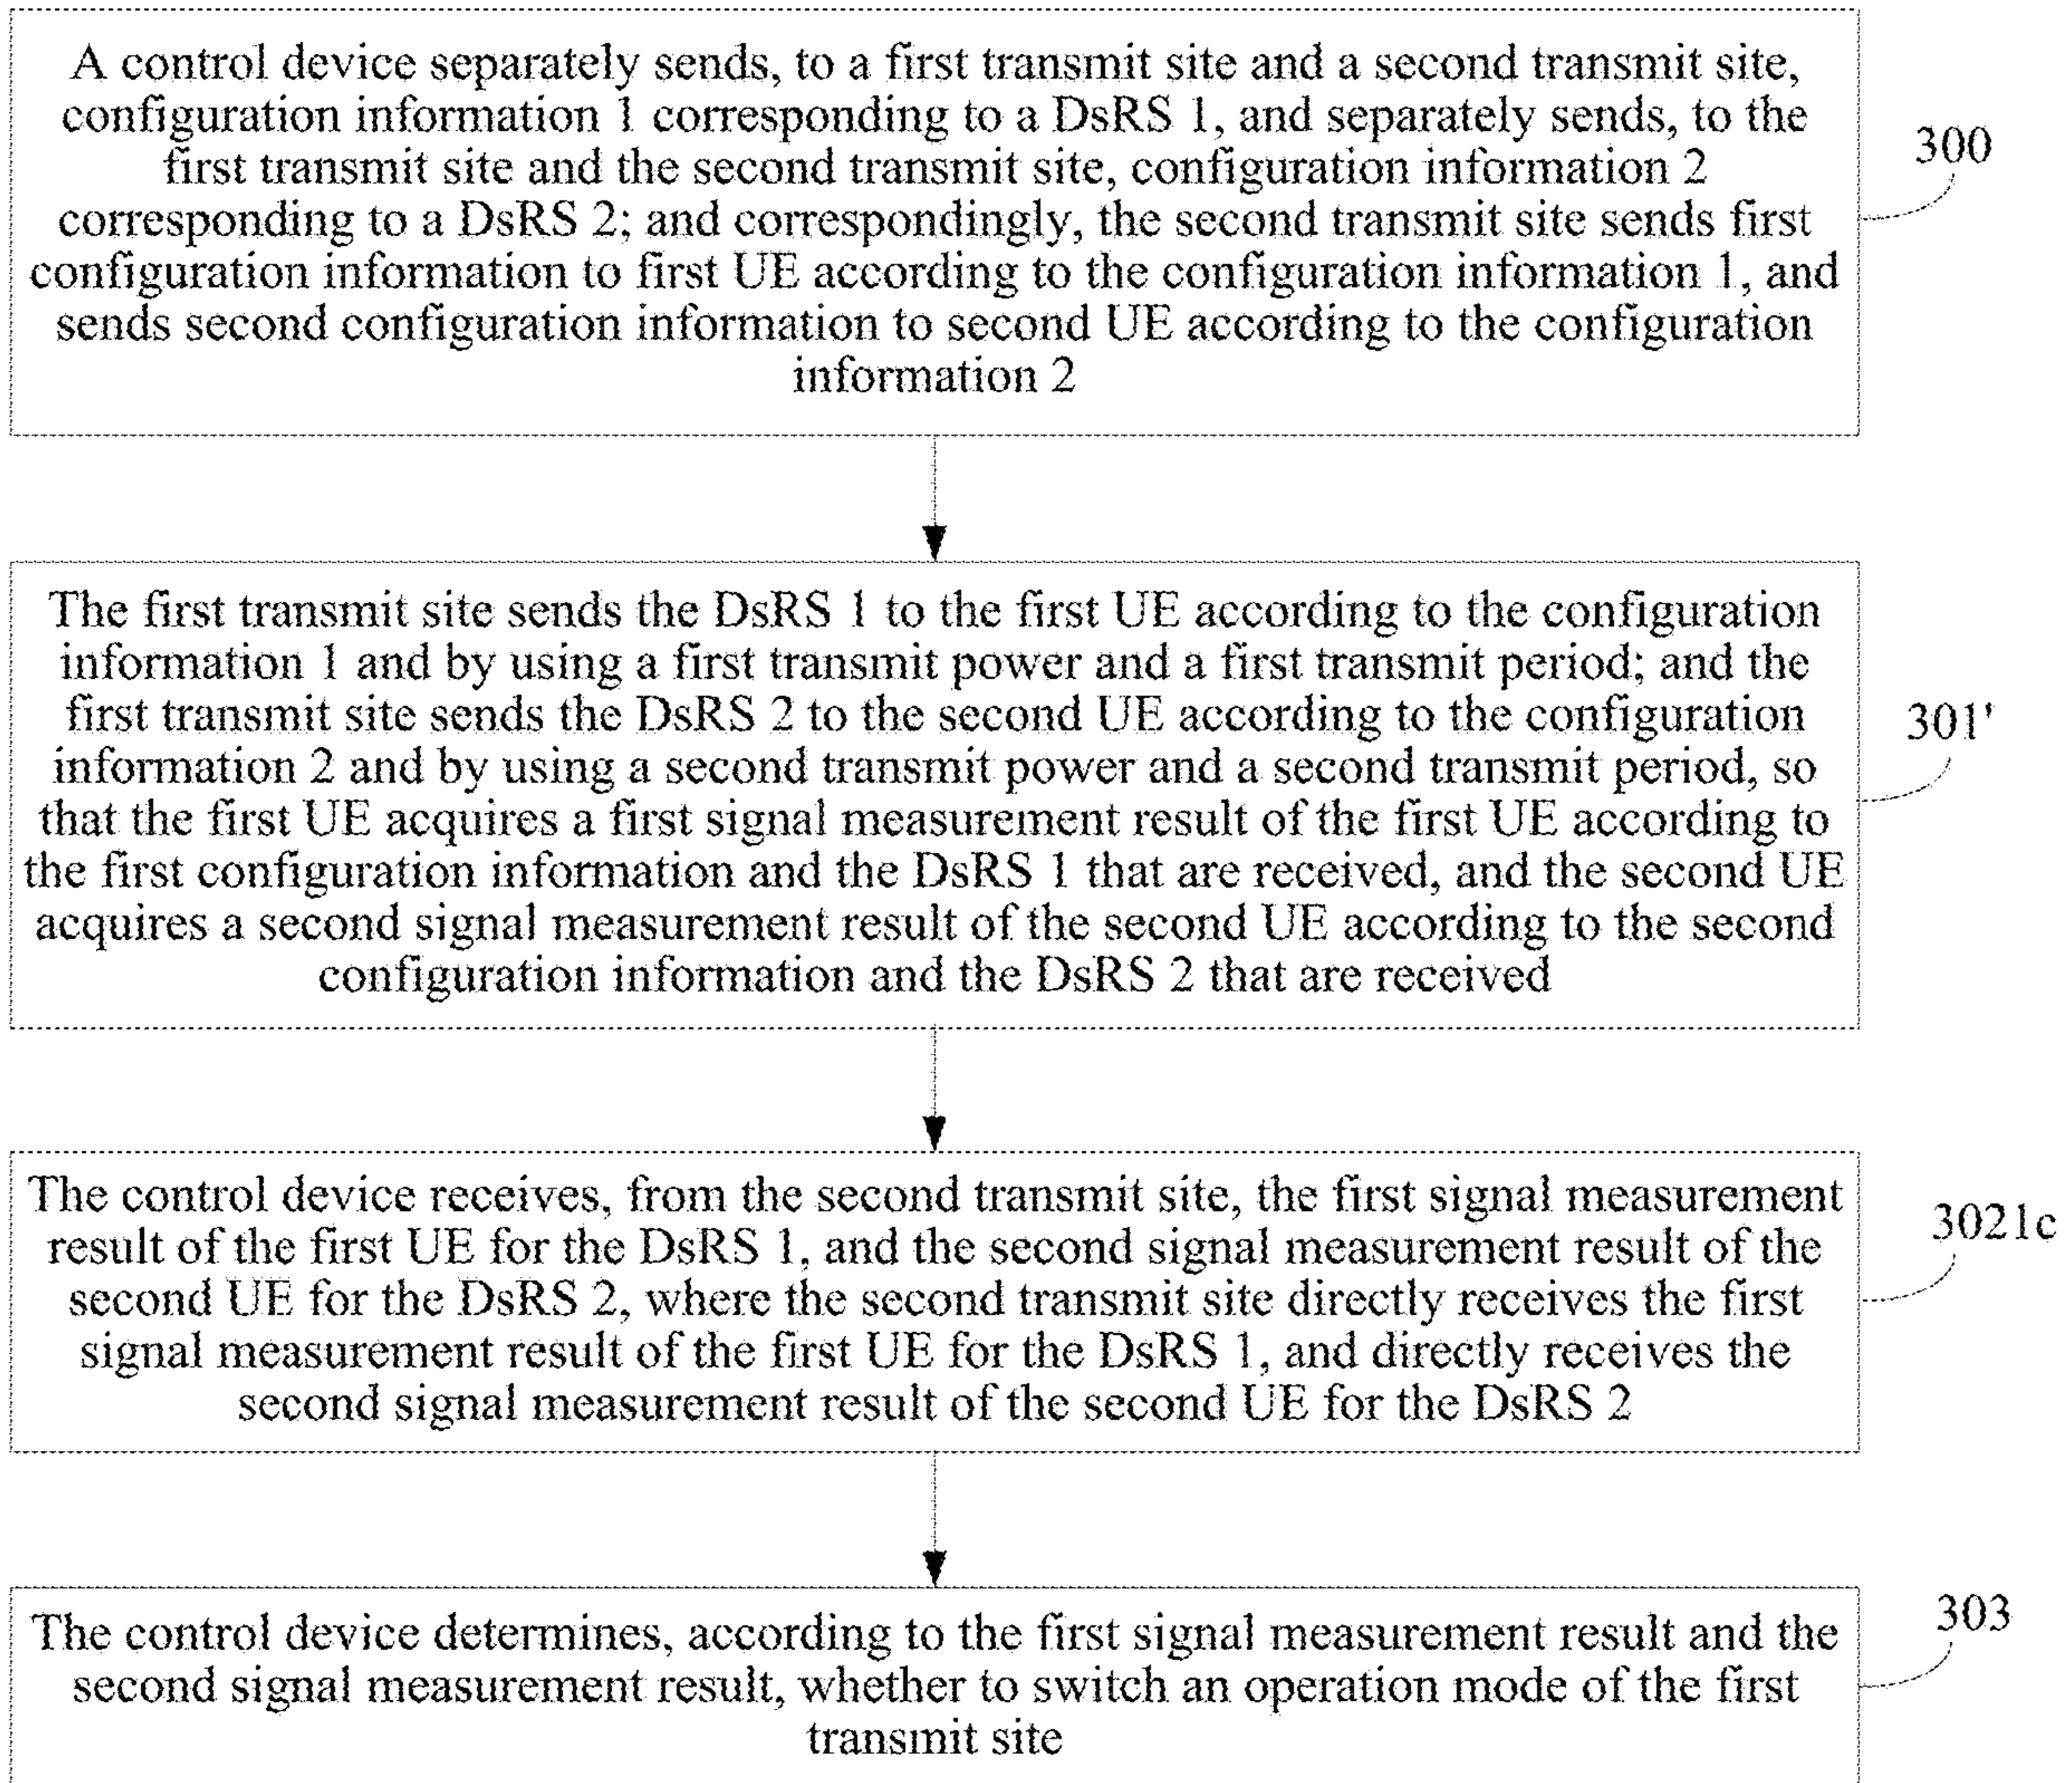 A control device separately sends, to a first transmit site and a second transmit site,
configuration information 1 corresponding to a DsRS 1, and separately sends, to the
first transmit site and the second transmit site, configuration information 2
corresponding to a DsRS 2; and correspondingly, the second transmit site sends first
configuration information to first UE according to the configuration information 1, and
sends second configuration information to second UE according to the configuration
information 2
300
The first transmit site sends the DsRS 1 to the first UE according to the configuration
information 1 and by using a first transmit power and a first transmit period; and the
first transmit site sends the DsRS 2 to the second UE according to the configuration
information 2 and by using a second transmit power and a second transmit period, so
that the first UE acquires a first signal measurement result of the first UE according to
the first configuration information and the DsRS 1 that are received, and the second UE
acquires a second signal measurement result of the second UE according to the second
configuration information and the DsRS 2 that are received
301'
The control device receives, from the second transmit site, the first signal measurement
result of the first UE for the DsRS 1, and the second signal measurement result of the
second UE for the DsRS 2, where the second transmit site directly receives the first
signal measurement result of the first UE for the DsRS 1, and directly receives the
second signal measurement result of the second UE for the DsRS 2
3021c
The control device determines, according to the first signal measurement result and the
second signal measurement result, whether to switch an operation mode of the first
transmit site
303